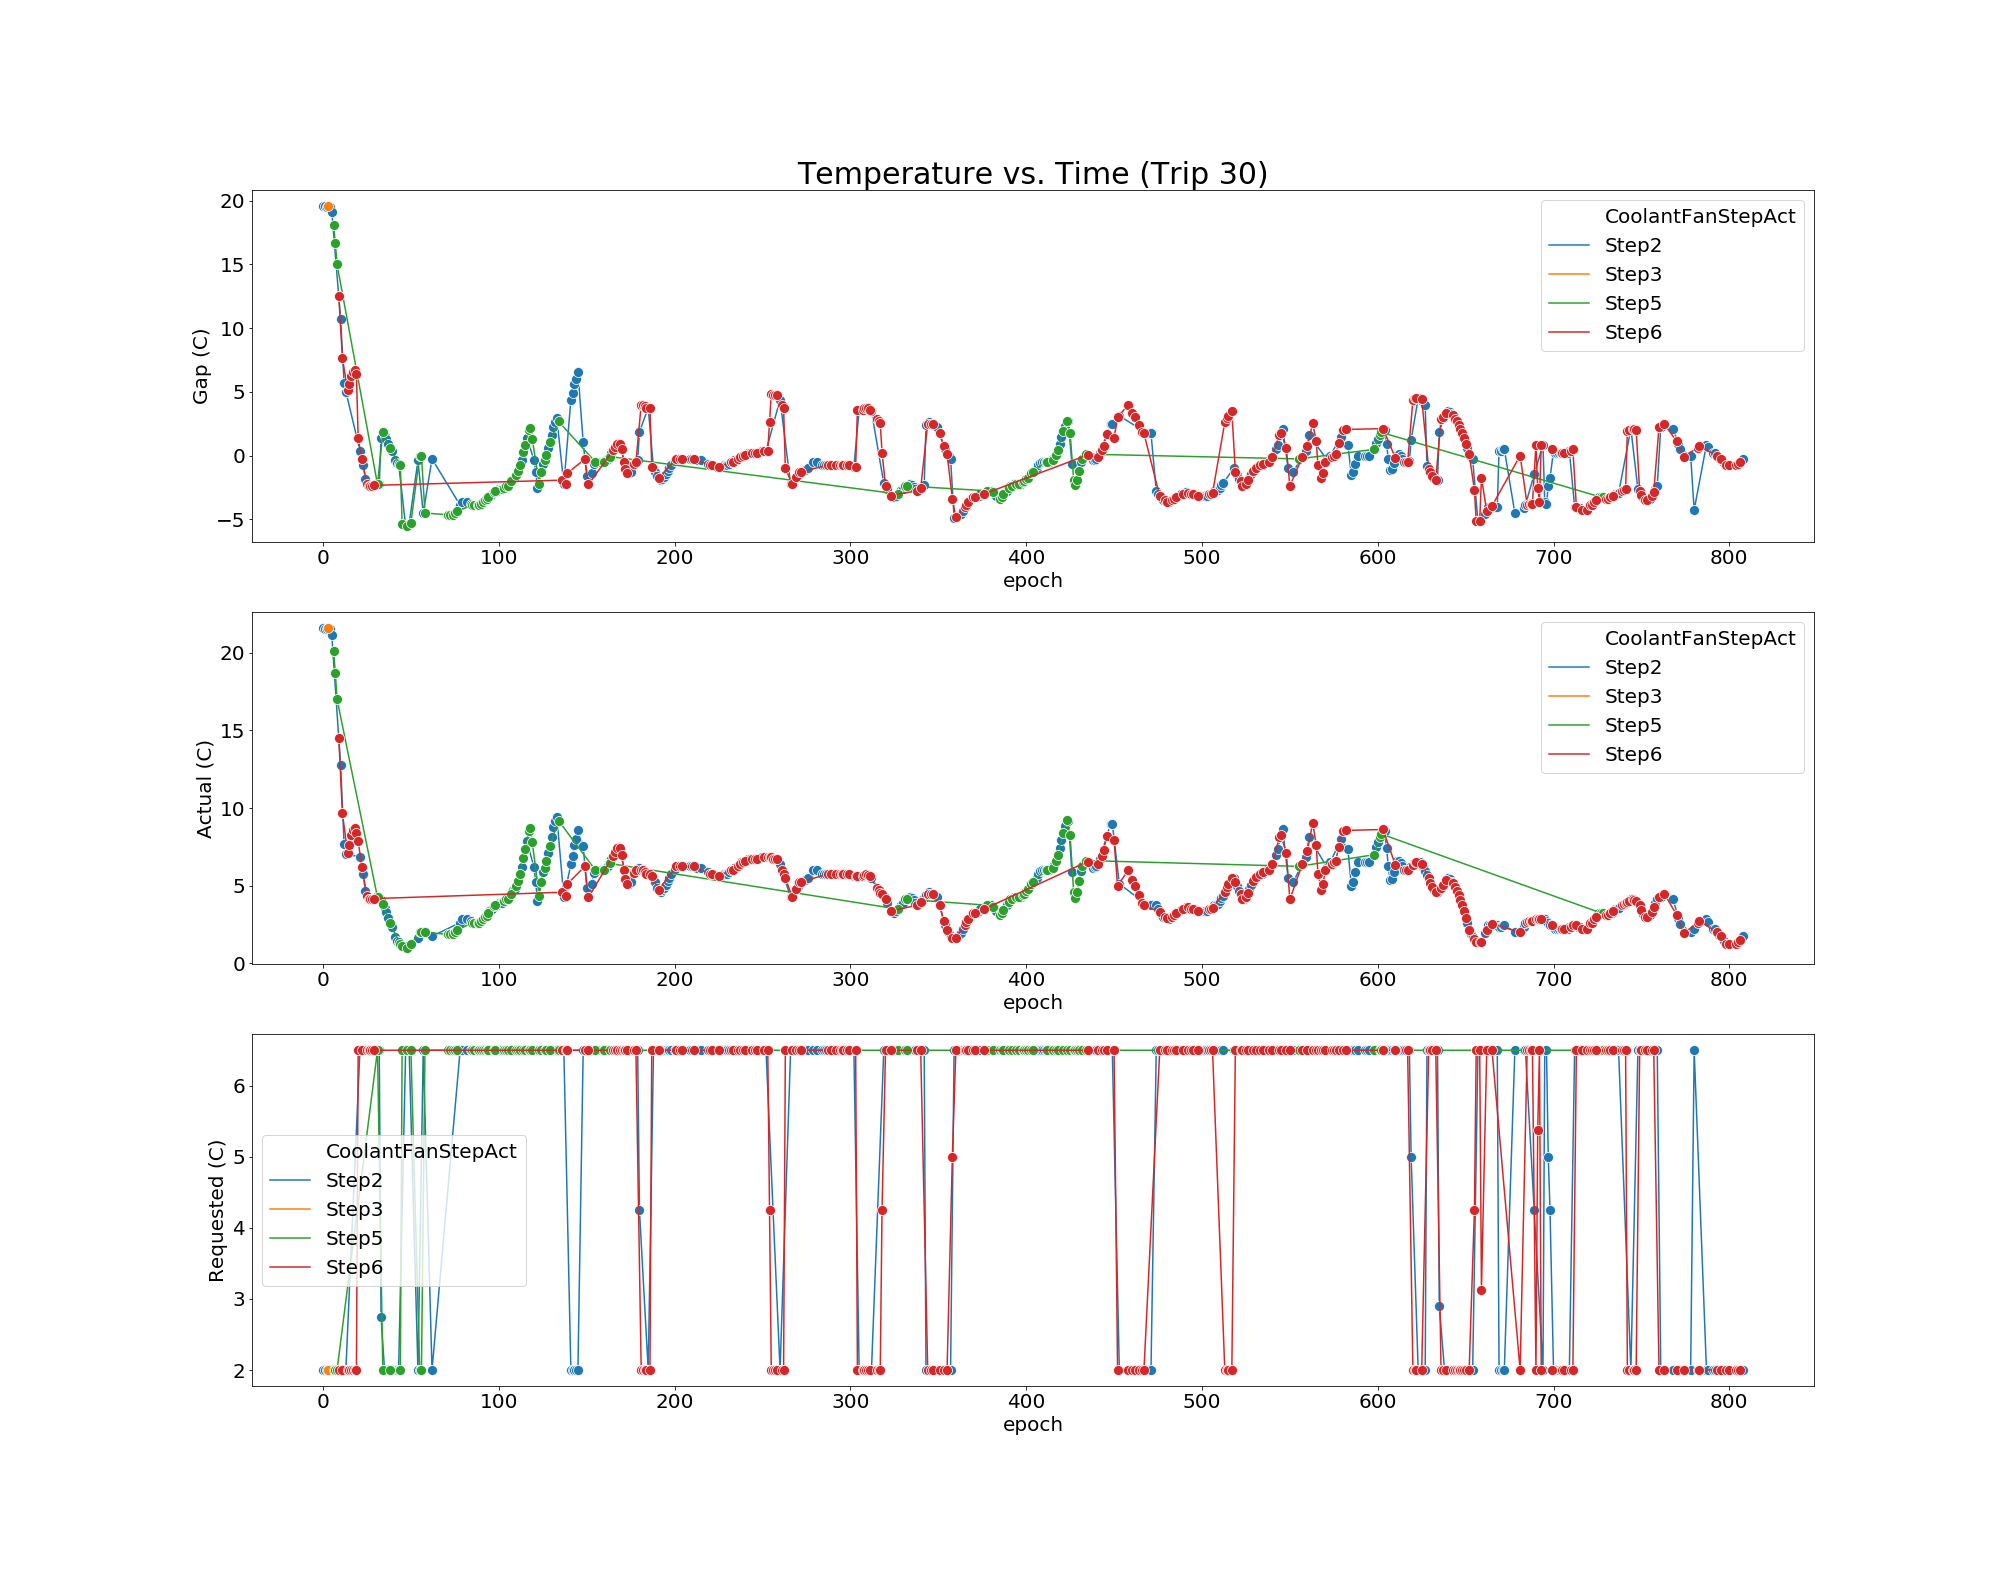 Temperature vs. Time (Trip 30)
Gap (C)
20
15
10
5
0
−5
CoolantFanStepAct
Step2
Step3
Step5
Step6
0 100 200 300 400 500 600 700 800
epoch
Actual (C)
20
15
10
5
0
CoolantFanStepAct
Step2
Step3
Step5
Step6
0 100 200 300 400 500 600 700 800
epoch
Requested (C)
6
5
4
3
2
CoolantFanStepAct
Step2
Step3
Step5
Step6
0 100 200 300 400 500 600 700 800
epoch